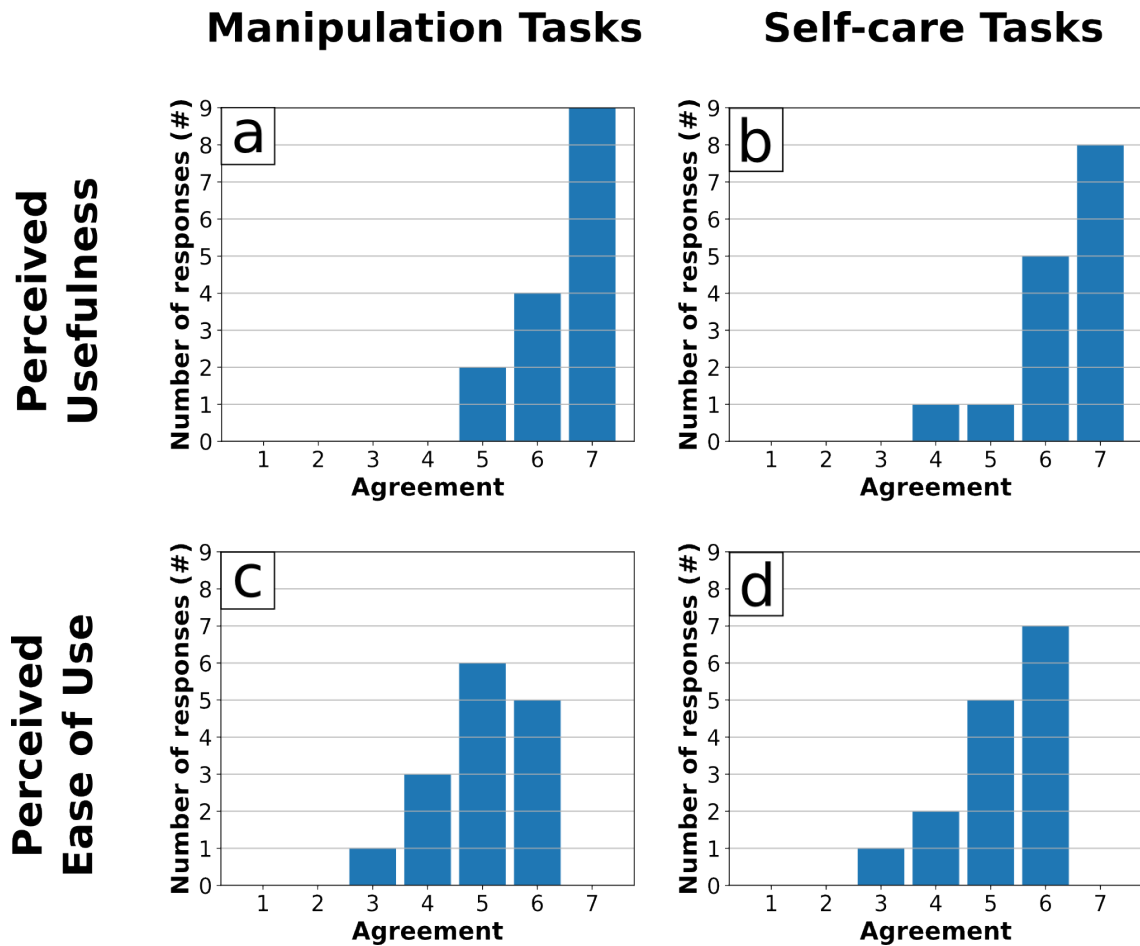 Manipulation Tasks
Self-care Tasks
Perceived
Usefulness
a
Number of responses (#)
9
8
7
6
5
4
3
2
1
0
1 2 3 4 5 6 7
Agreement
b
Number of responses (#)
9
8
7
6
5
4
3
2
1
0
1 2 3 4 5 6 7
Agreement
Perceived
Ease of Use
c
Number of responses (#)
9
8
7
6
5
4
3
2
1
0
1 2 3 4 5 6 7
Agreement
d
Number of responses (#)
9
8
7
6
5
4
3
2
1
0
1 2 3 4 5 6 7
Agreement